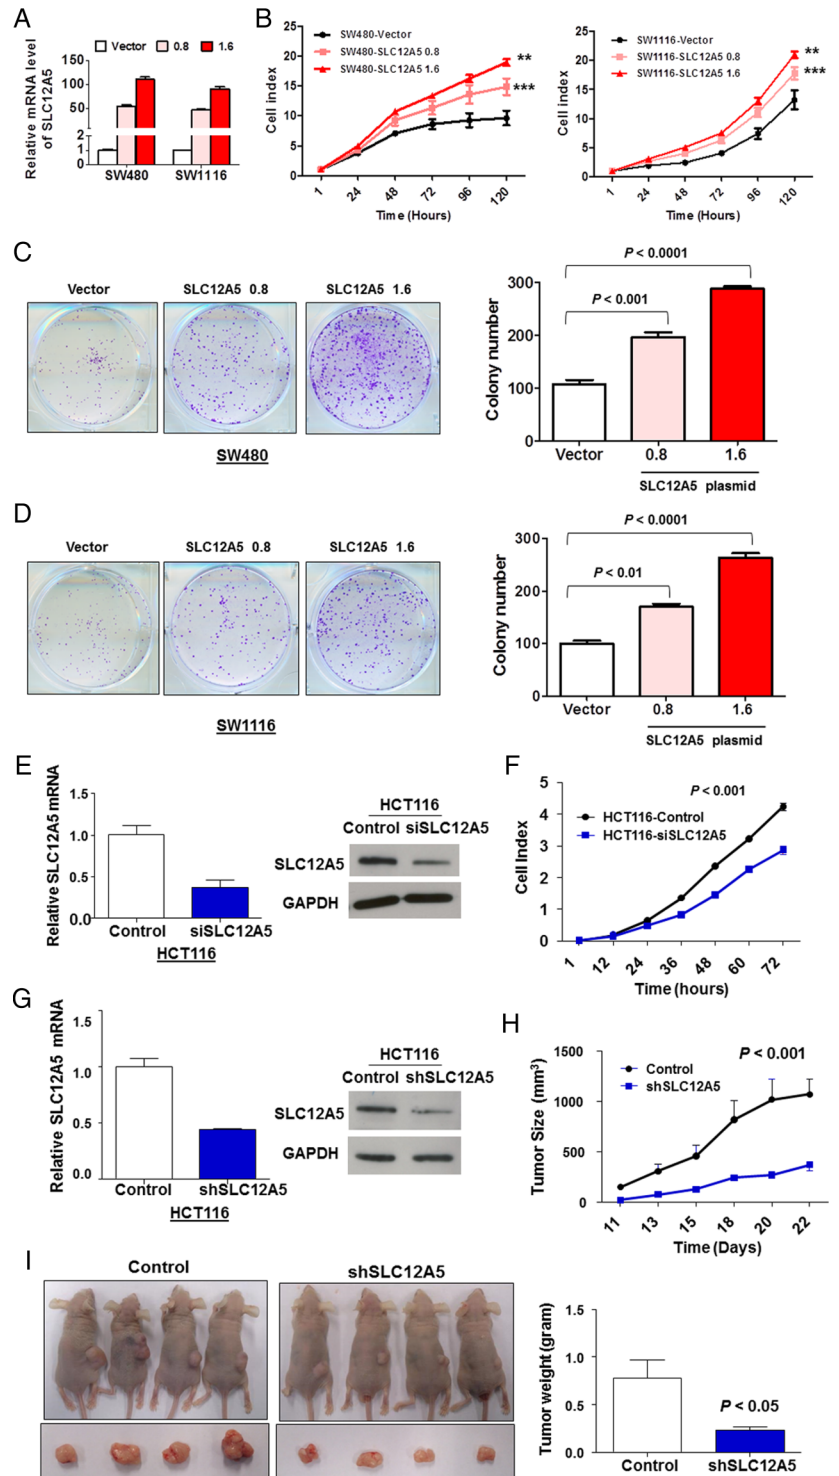 A
Relative mRNA level
of SLC12A5
Vector 0.8 1.6
150
100
50
2
1
0
SW480 SW1116
B
Cell index
25
20
15
10
5
0
SW480-Vector
SW480-SLC12A5 0.8
SW480-SLC12A5 1.6
**
***
1 24 48 72 96 120
Time (Hours)
Cell index
25
20
15
10
5
0
SW1116-Vector
SW1116-SLC12A5 0.8
SW1116-SLC12A5 1.6
**
***
1 24 48 72 96 120
Time (Hours)
C
Vector SLC12A5 0.8 SLC12A5 1.6
SW480
Colony number
300
200
100
0
P < 0.0001
P < 0.001
Vector 0.8 1.6
SLC12A5 plasmid
D
Vector SLC12A5 0.8 SLC12A5 1.6
SW1116
Colony number
300
200
100
0
P < 0.0001
P < 0.01
Vector 0.8 1.6
SLC12A5 plasmid
E
Relative SLC12A5 mRNA
1.5
1.0
0.5
0.0
Control siSLC12A5
HCT116
HCT116
Control siSLC12A5
SLC12A5
GAPDH
F
Cell Index
5
4
3
2
1
0
P < 0.001
HCT116-Control
HCT116-siSLC12A5
1 12 24 36 48 60 72
Time (hours)
G
Relative SLC12A5 mRNA
1.5
1.0
0.5
0.0
Control shSLC12A5
HCT116
HCT116
Control shSLC12A5
SLC12A5
GAPDH
H
Tumor Size (mm³)
1500
1000
500
0
P < 0.001
Control
shSLC12A5
11 13 15 18 20 22
Time (Days)
I
Control shSLC12A5
Tumor weight (gram)
1.5
1.0
0.5
0.0
P < 0.05
Control shSLC12A5